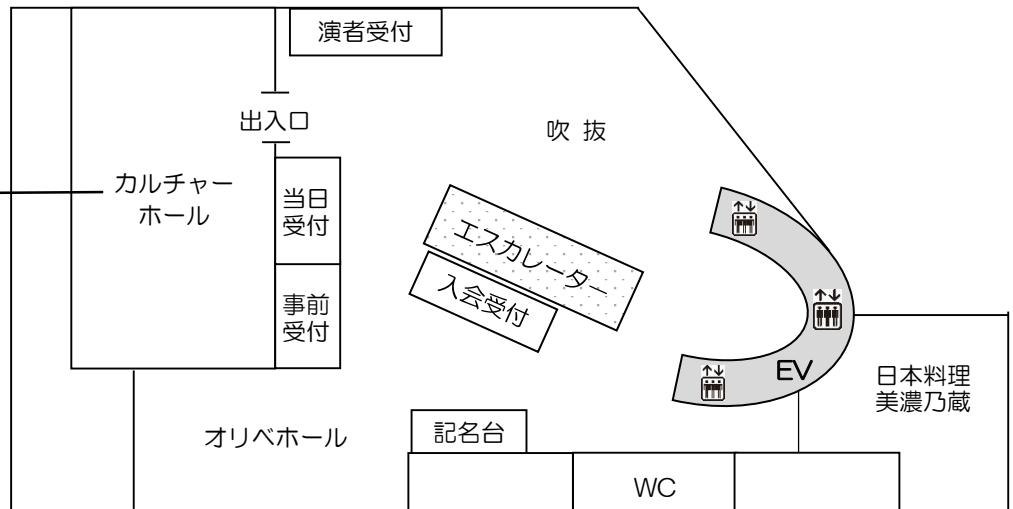 演者受付
出入口
吹 抜
カルチャー
ホール
当日
受付
エスカレーター
入会受付
事前
受付
EV
日本料理
美濃乃蔵
オリベホール
記名台
WC